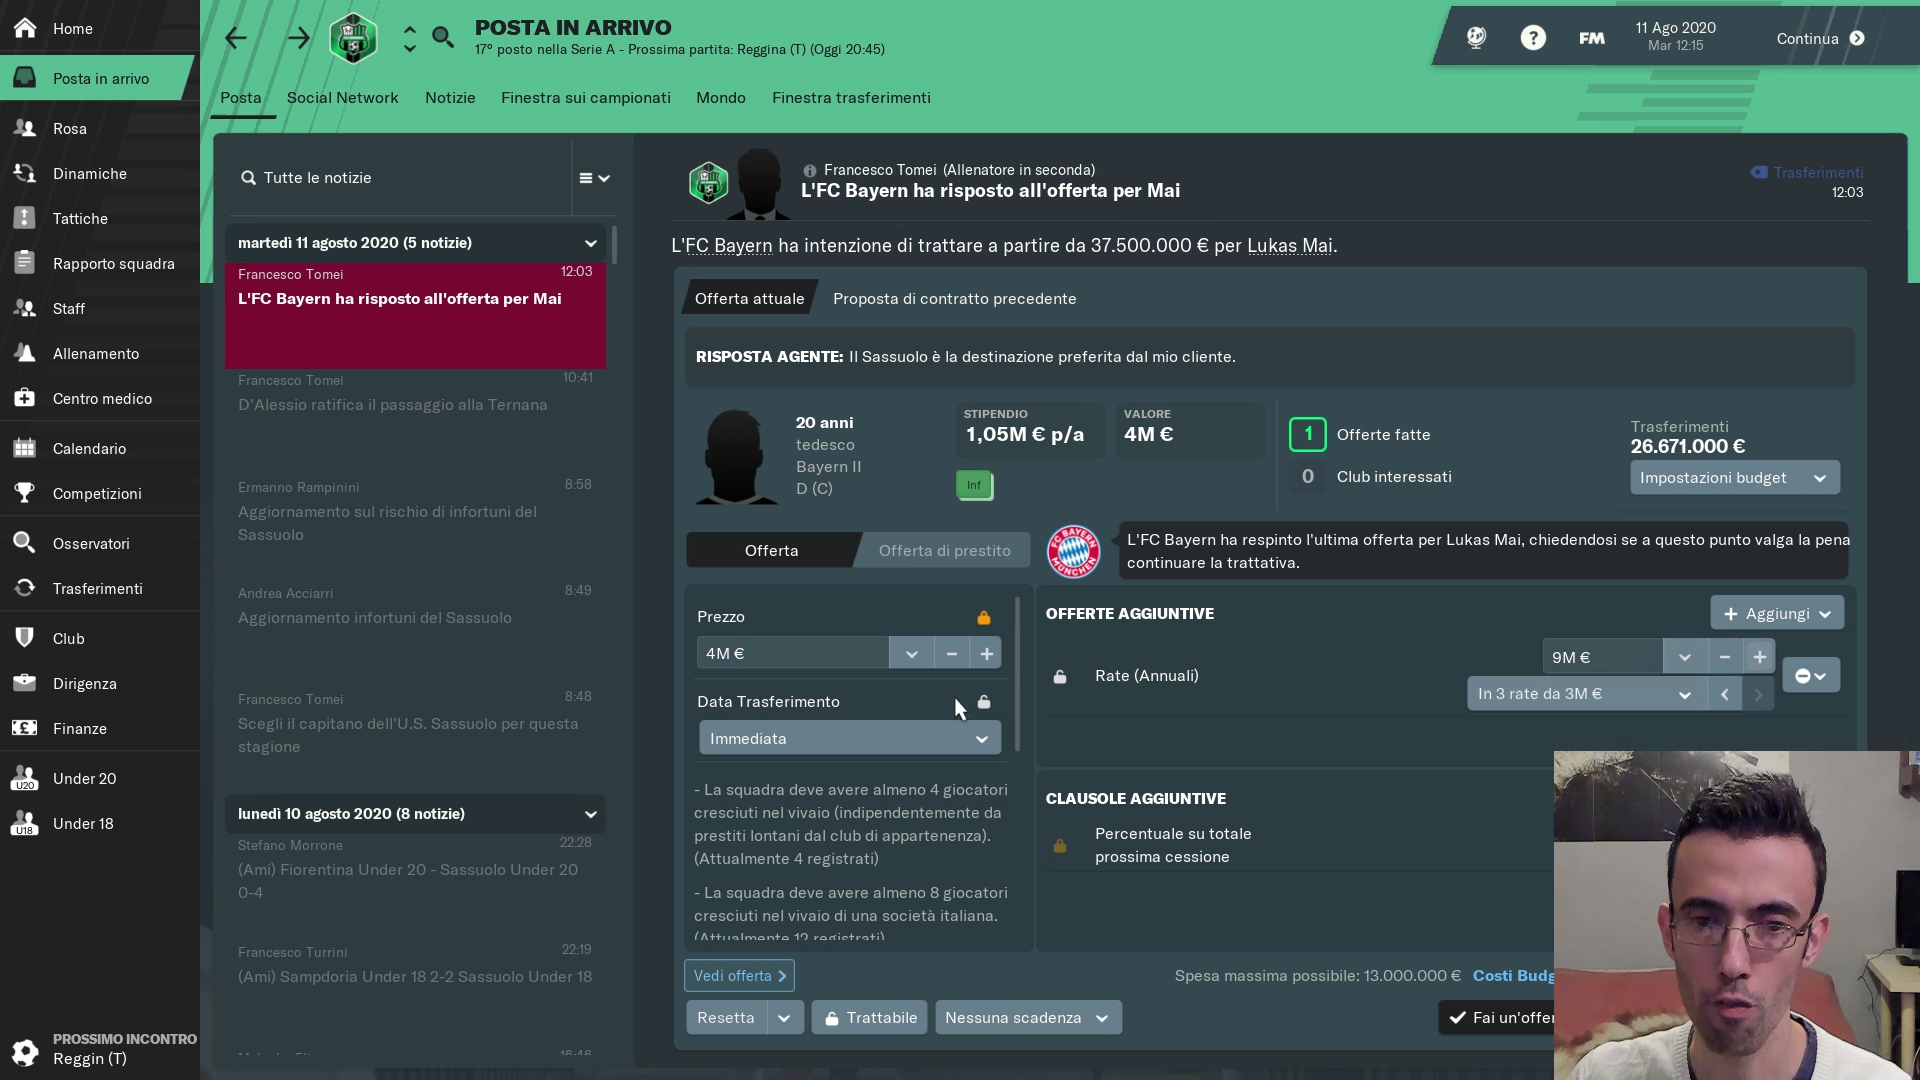 Home
Posta in arrivo
Rosa
Dinamiche
Tattiche
Rapporto squadra
Staff
Allenamento
Centro medico
Calendario
Competizioni
Osservatori
Trasferimenti
Club
Dirigenza
Finanze
U20
Under 20
U18
Under 18
PROSSIMO INCONTRO
Reggin (T)
POSTA IN ARRIVO
17° posto nella Serie A - Prossima partita: Reggina (T) (Oggi 20:45)
?
FM
11 Ago 2020
Mar 12:15
Continua
Posta
Social Network
Notizie
Finestra sui campionati
Mondo
Finestra trasferimenti
Tutte le notizie
martedì 11 agosto 2020 (5 notizie)
Francesco Tomei 12:03
L'FC Bayern ha risposto all'offerta per Mai
Francesco Tomei 10:41
D'Alessio ratifica il passaggio alla Ternana
Ermanno Rampinini 8:58
Aggiornamento sul rischio di infortuni del
Sassuolo
Andrea Acciarri 8:49
Aggiornamento infortuni del Sassuolo
Francesco Tomei 8:48
Scegli il capitano dell'U.S. Sassuolo per questa
stagione
lunedì 10 agosto 2020 (8 notizie)
Stefano Morrone 22:28
(Ami) Fiorentina Under 20 - Sassuolo Under 20
0-4
Francesco Turrini 22:19
(Ami) Sampdoria Under 18 2-2 Sassuolo Under 18
Francesco Tomei (Allenatore in seconda)
L'FC Bayern ha risposto all'offerta per Mai
Trasferimenti
12:03
L'FC Bayern ha intenzione di trattare a partire da 37.500.000 € per Lukas Mai.
Offerta attuale
Proposta di contratto precedente
RISPOSTA AGENTE: Il Sassuolo è la destinazione preferita dal mio cliente.
20 anni
tedesco
Bayern II
D (C)
STIPENDIO
1,05M € p/a
VALORE
4M €
Inf
1 Offerte fatte
0 Club interessati
Trasferimenti
26.671.000 €
Impostazioni budget
Offerta
Offerta di prestito
FC BAYERN
MÜNCHEN
L'FC Bayern ha respinto l'ultima offerta per Lukas Mai, chiedendosi se a questo punto valga la pena
continuare la trattativa.
Prezzo
4M €
Data Trasferimento
Immediata
- La squadra deve avere almeno 4 giocatori
cresciuti nel vivaio (indipendentemente da
prestiti lontani dal club di appartenenza).
(Attualmente 4 registrati)
- La squadra deve avere almeno 8 giocatori
cresciuti nel vivaio di una società italiana.
(Attualmente 12 registrati)
OFFERTE AGGIUNTIVE
Aggiungi
Rate (Annuali)
9M €
In 3 rate da 3M €
CLAUSOLE AGGIUNTIVE
Percentuale su totale
prossima cessione
Vedi offerta
Spesa massima possibile: 13.000.000 €
Costi Budg
Resetta
Trattabile
Nessuna scadenza
Fai un'offer